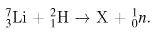 ⁷₃Li + ²₁H → X + ¹₀n.